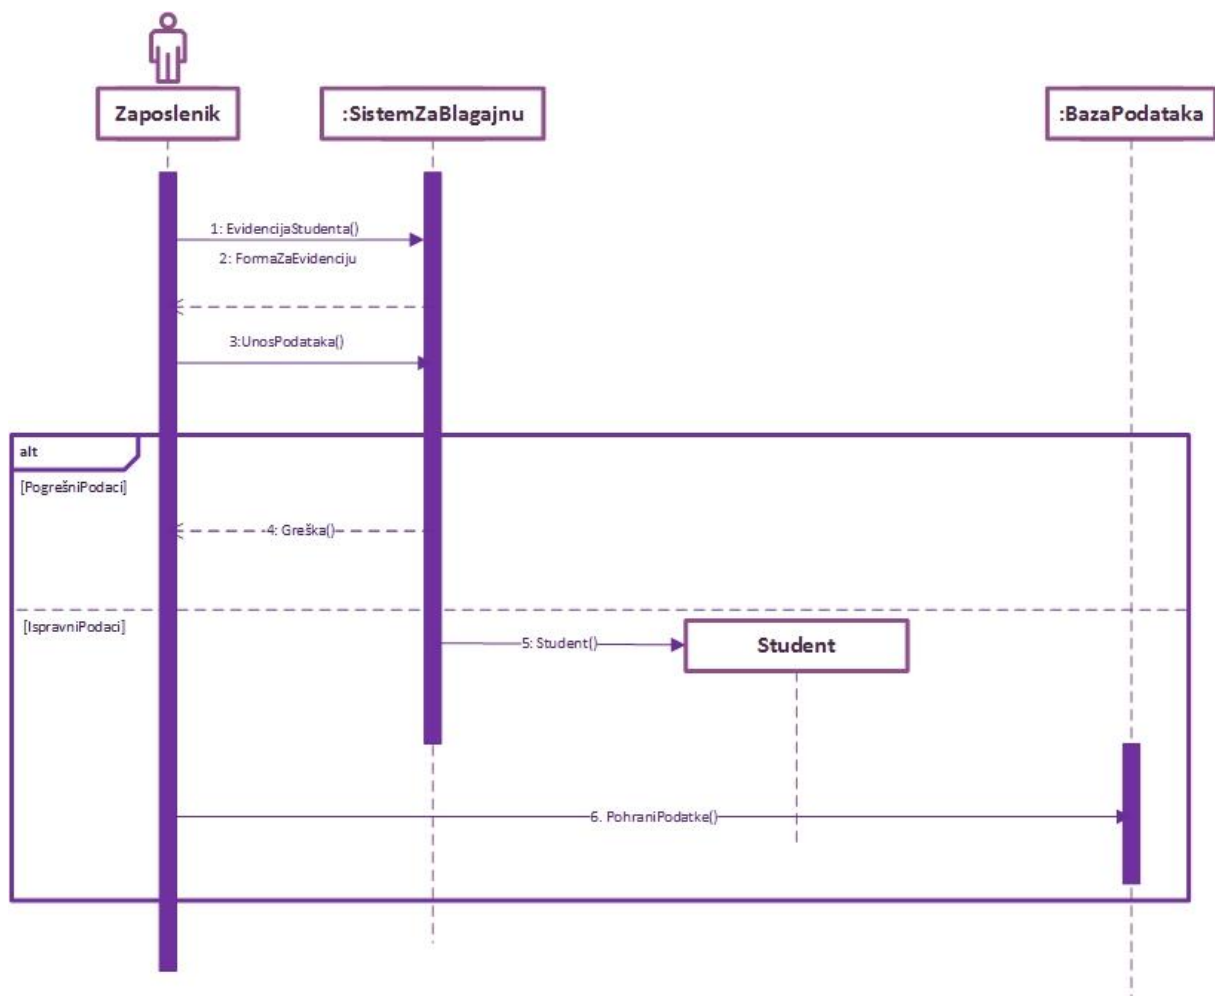 Zaposlenik
:SistemZaBlagajnu
:BazaPodataka
1: EvidencijaStudenta()
2: FormaZaEvidenciju
3:UnosPodataka()
alt
[PogrešniPodaci]
4: Greška()
[IspravniPodaci]
5: Student()
Student
6. PohraniPodatke()